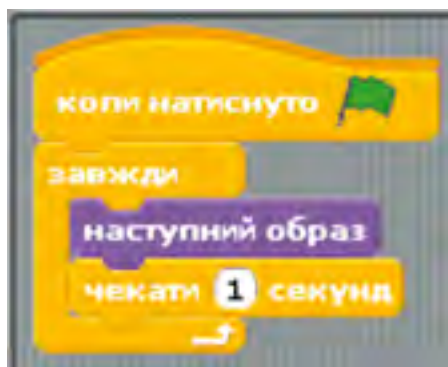 коли натиснуто
завжди
наступний образ
чекати 1 секунд